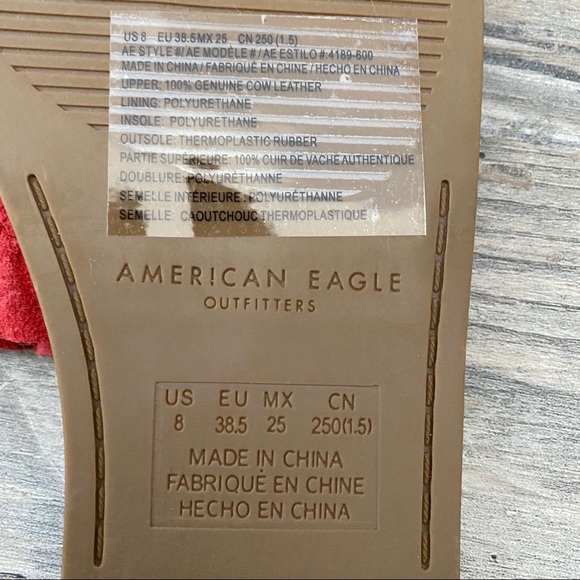 US 8 EU 38.5 MX 25 CN 250 (1.5)
AE STYLE #/ AE MODÈLE # / AE ESTILO #:4189-600
MADE IN CHINA / FABRIQUÉ EN CHINE / HECHO EN CHINA
UPPER: 100% GENUINE COW LEATHER
LINING: POLYURETHANE
INSOLE: POLYURETHANE
OUTSOLE: THERMOPLASTIC RUBBER
PARTIE SUPÉRIEURE: 100% CUIR DE VACHE AUTHENTIQUE
DOUBLURE: POLYURÉTHANNE
SEMELLE INTÉRIEURE: POLYURÉTHANNE
SEMELLE: CAOUTCHOUC THERMOPLASTIQUE
AMERICAN EAGLE
OUTFITTERS
US EU MX CN
8 38.5 25 250(1.5)
MADE IN CHINA
FABRIQUÉ EN CHINE
HECHO EN CHINA